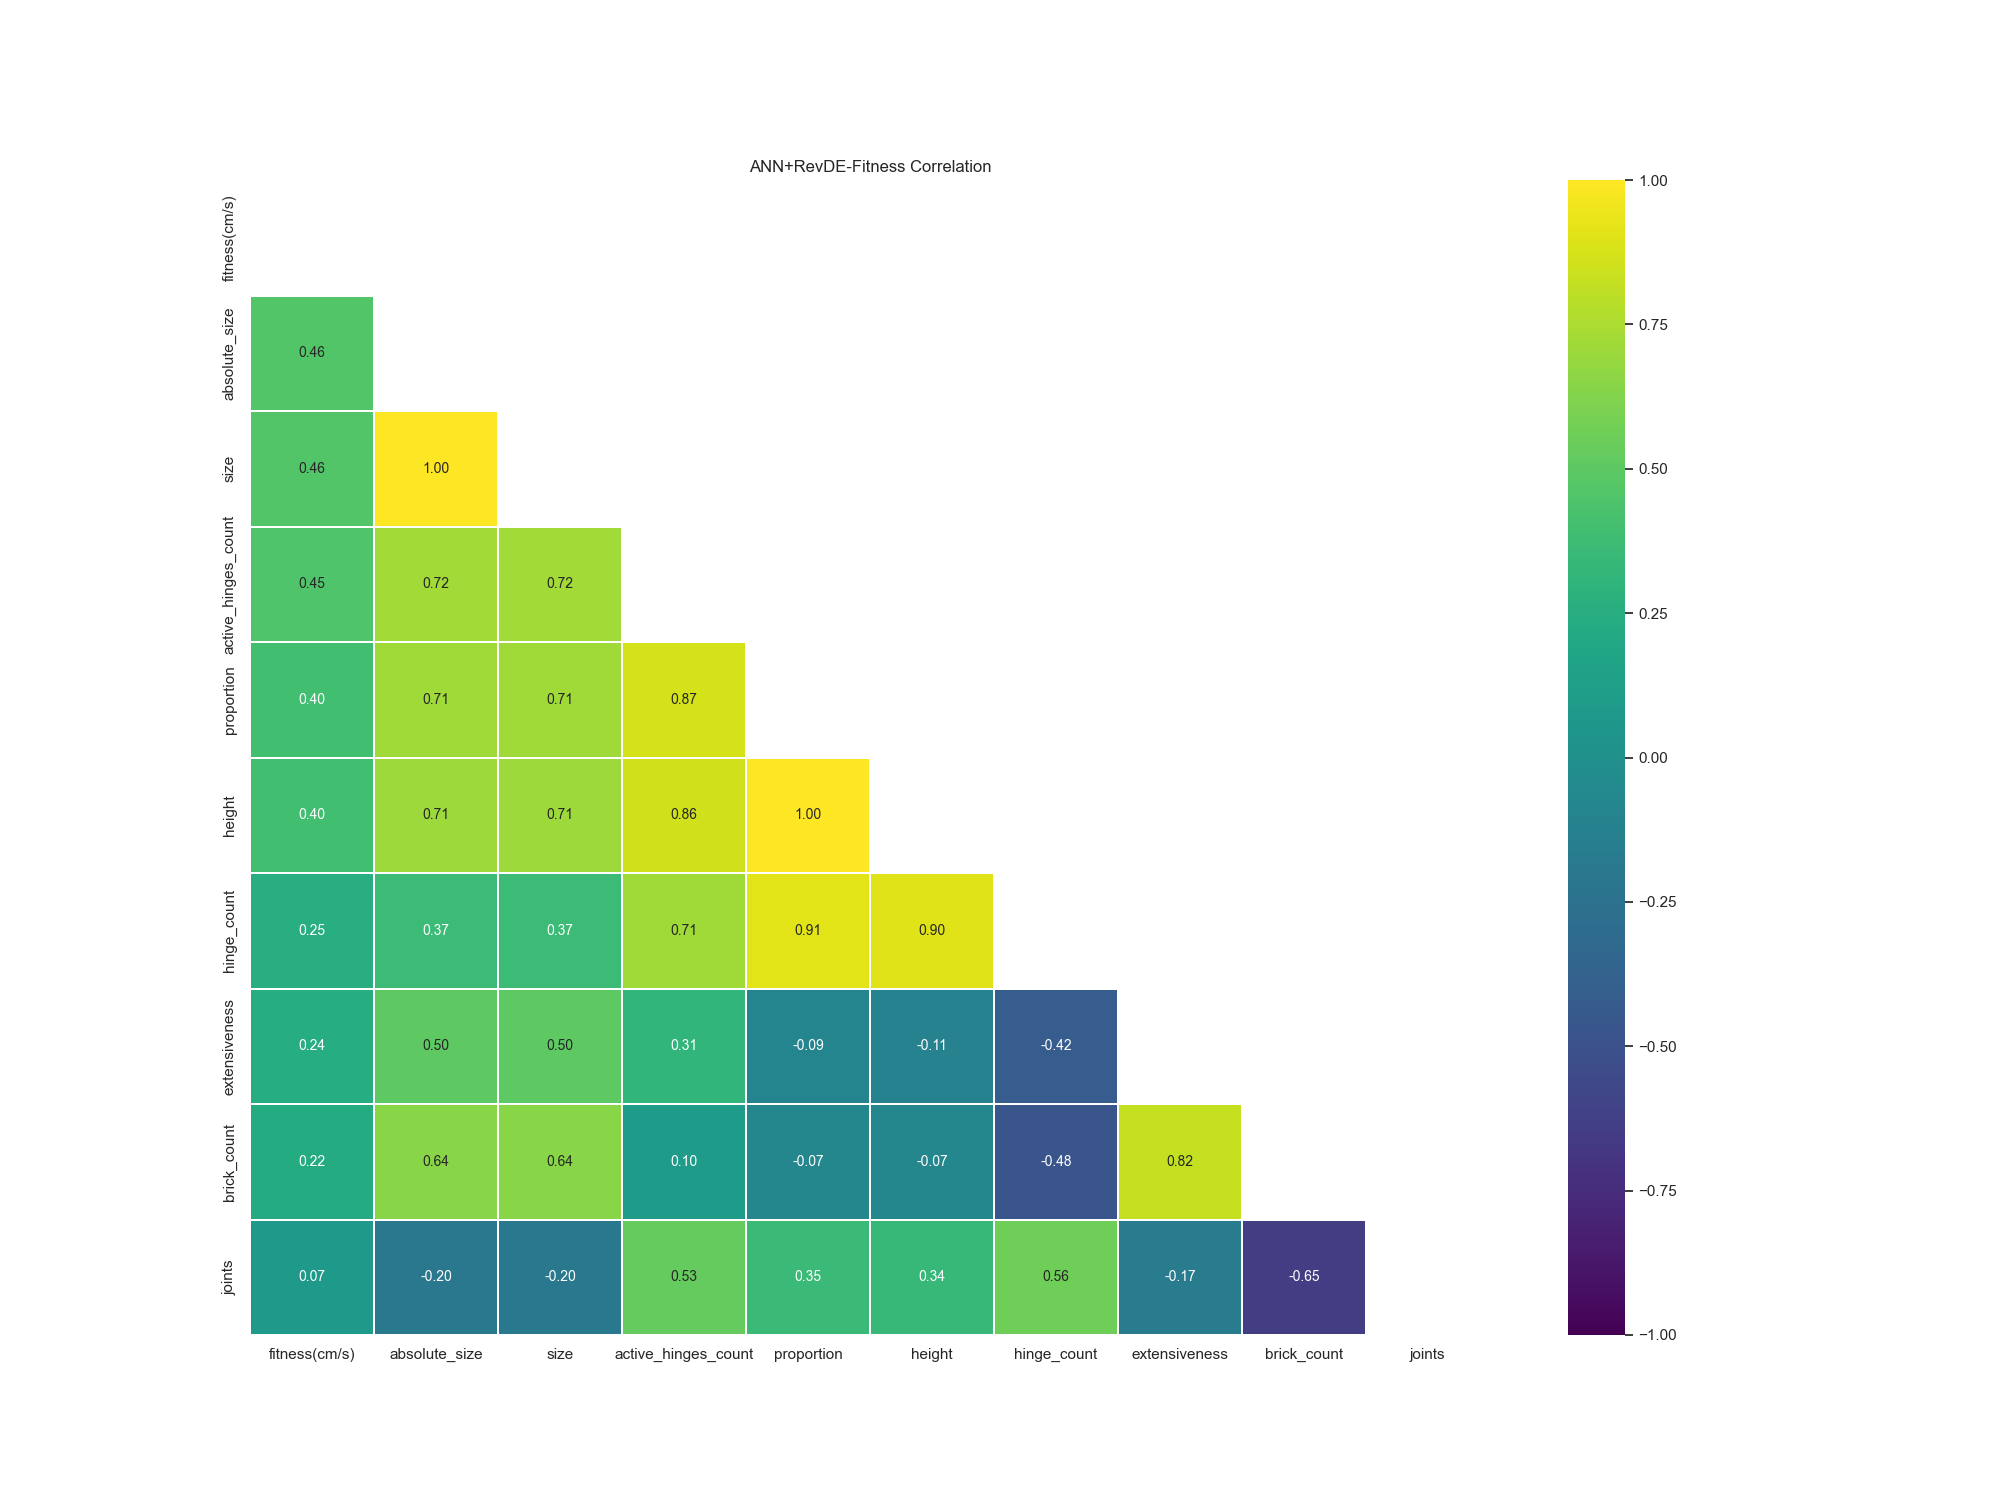 ANN+RevDE-Fitness Correlation
fitness(cm/s)
absolute_size 0.46
size 0.46 1.00
active_hinges_count 0.45 0.72 0.72
proportion 0.40 0.71 0.71 0.87
height 0.40 0.71 0.71 0.86 1.00
hinge_count 0.25 0.37 0.37 0.71 0.91 0.90
extensiveness 0.24 0.50 0.50 0.31 -0.09 -0.11 -0.42
brick_count 0.22 0.64 0.64 0.10 -0.07 -0.07 -0.48 0.82
joints 0.07 -0.20 -0.20 0.53 0.35 0.34 0.56 -0.17 -0.65
fitness(cm/s) absolute_size size active_hinges_count proportion height hinge_count extensiveness brick_count joints
1.00
0.75
0.50
0.25
0.00
−0.25
−0.50
−0.75
−1.00